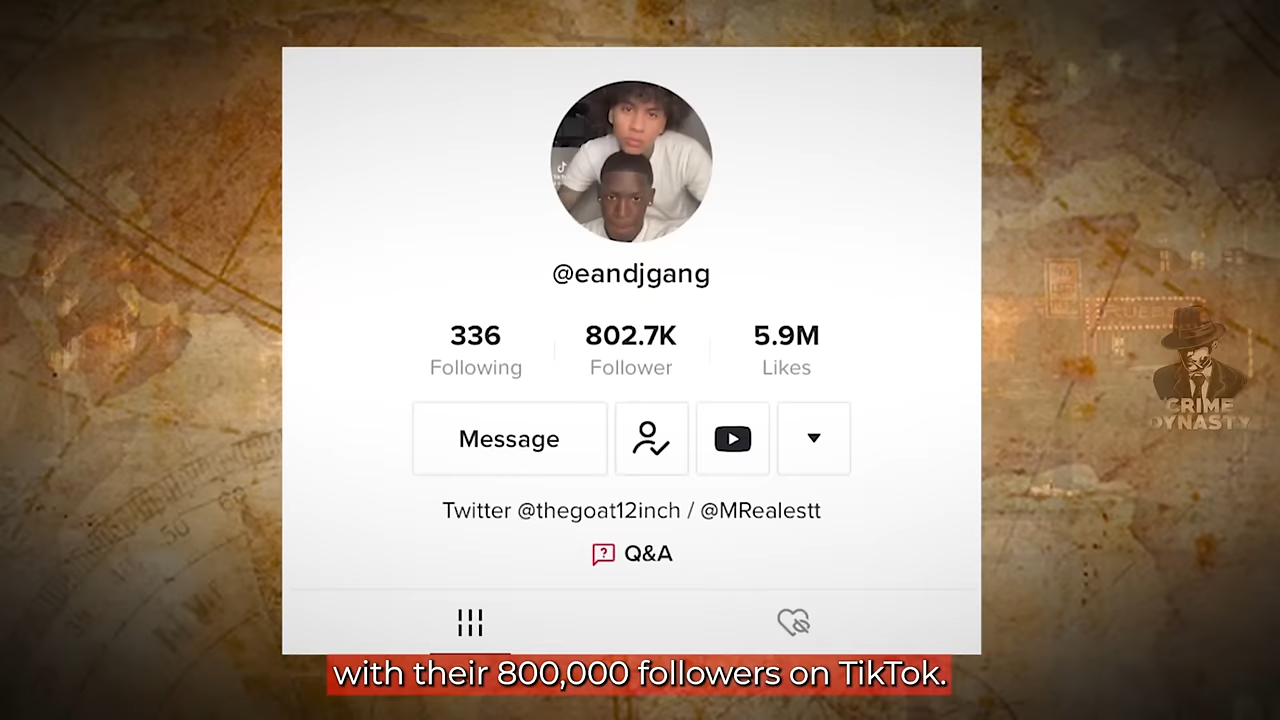 @eandjgang
336 802.7K 5.9M
Following Follower Likes
Message
Twitter @thegoat12inch / @MRealestt
Q&A
with their 800,000 followers on TikTok.
CRIME
DYNASTY